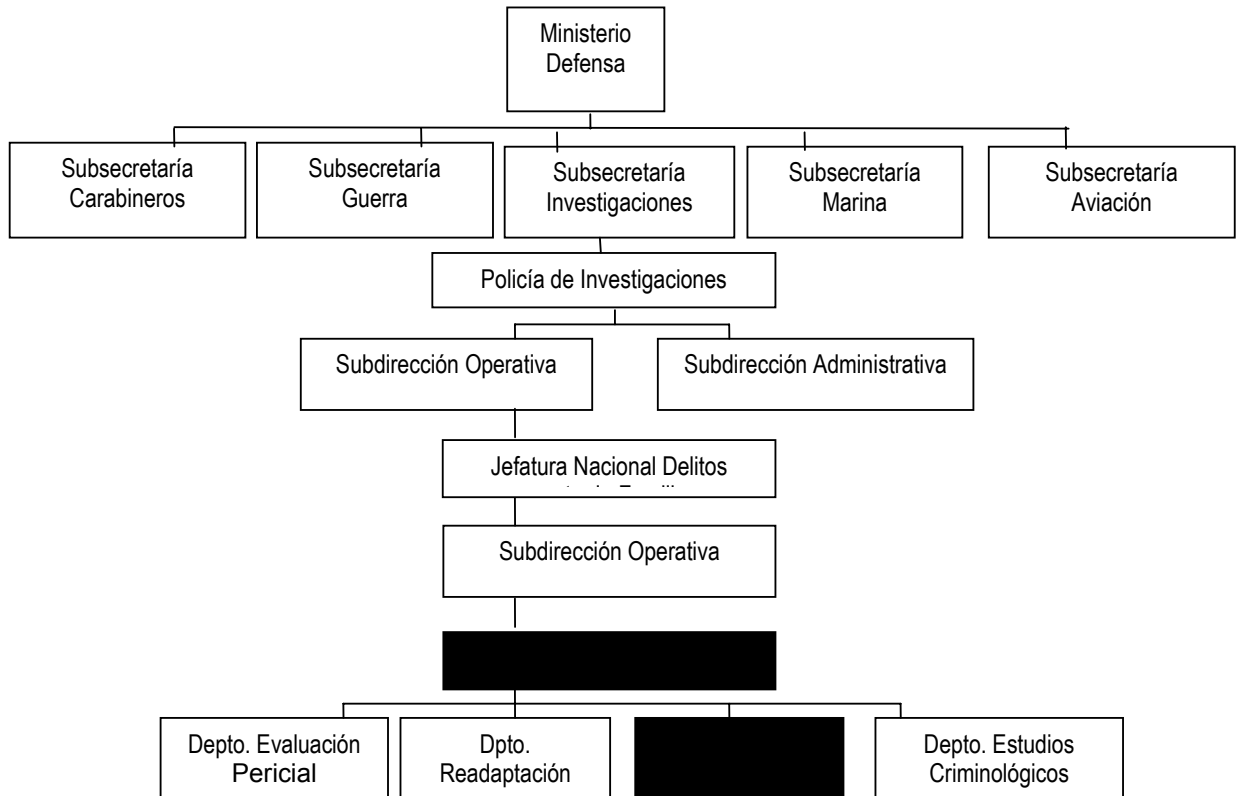 Ministerio
Defensa
Subsecretaría
Carabineros
Subsecretaría
Guerra
Subsecretaría
Investigaciones
Subsecretaría
Marina
Subsecretaría
Aviación
Policía de Investigaciones
Subdirección Operativa
Subdirección Administrativa
Jefatura Nacional Delitos
Subdirección Operativa
Depto. Evaluación
Pericial
Dpto.
Readaptación
Depto. Estudios
Criminológicos